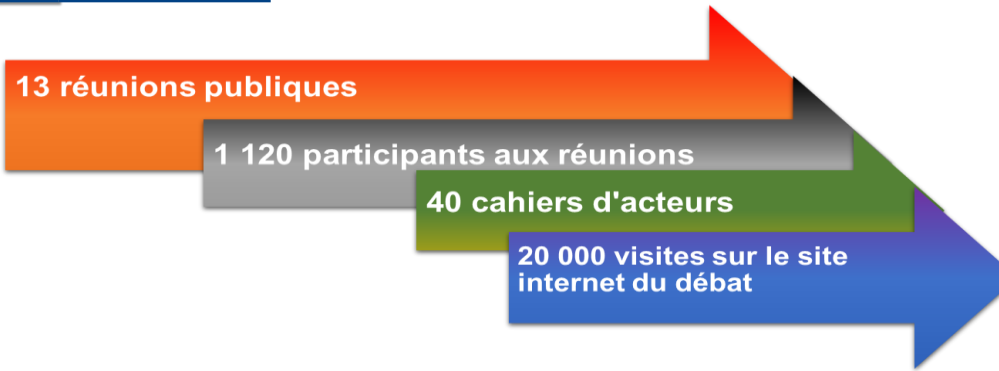 13 réunions publiques
1 120 participants aux réunions
40 cahiers d'acteurs
20 000 visites sur le site
internet du débat